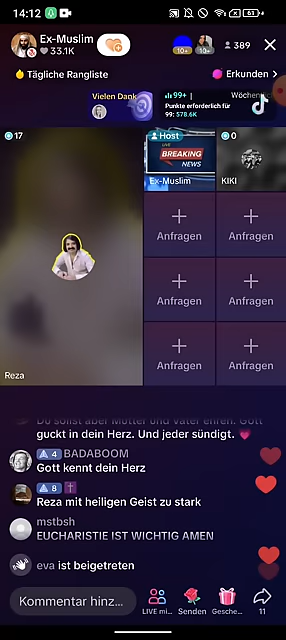 14:12
Ex-Muslim
33.1K
10+
10+
389
Tägliche Rangliste
Erkunden
Vielen Dank
99+
Punkte erforderlich für
99: 578.6K
17
Host
LIVE
BREAKING
NEWS
Ex-Muslim
0
KIKI
Anfragen
Anfragen
Anfragen
Anfragen
Anfragen
Anfragen
Reza
Du sollst aber Mutter und Vater ehren. Gott
guckt in dein Herz. Und jeder sündigt.
4 BADABOOM
Gott kennt dein Herz
8
Reza mit heiligen Geist zu stark
mstbsh
EUCHARISTIE IST WICHTIG AMEN
eva ist beigetreten
Kommentar hinz...
LIVE mi...
Senden
Gesche...
11